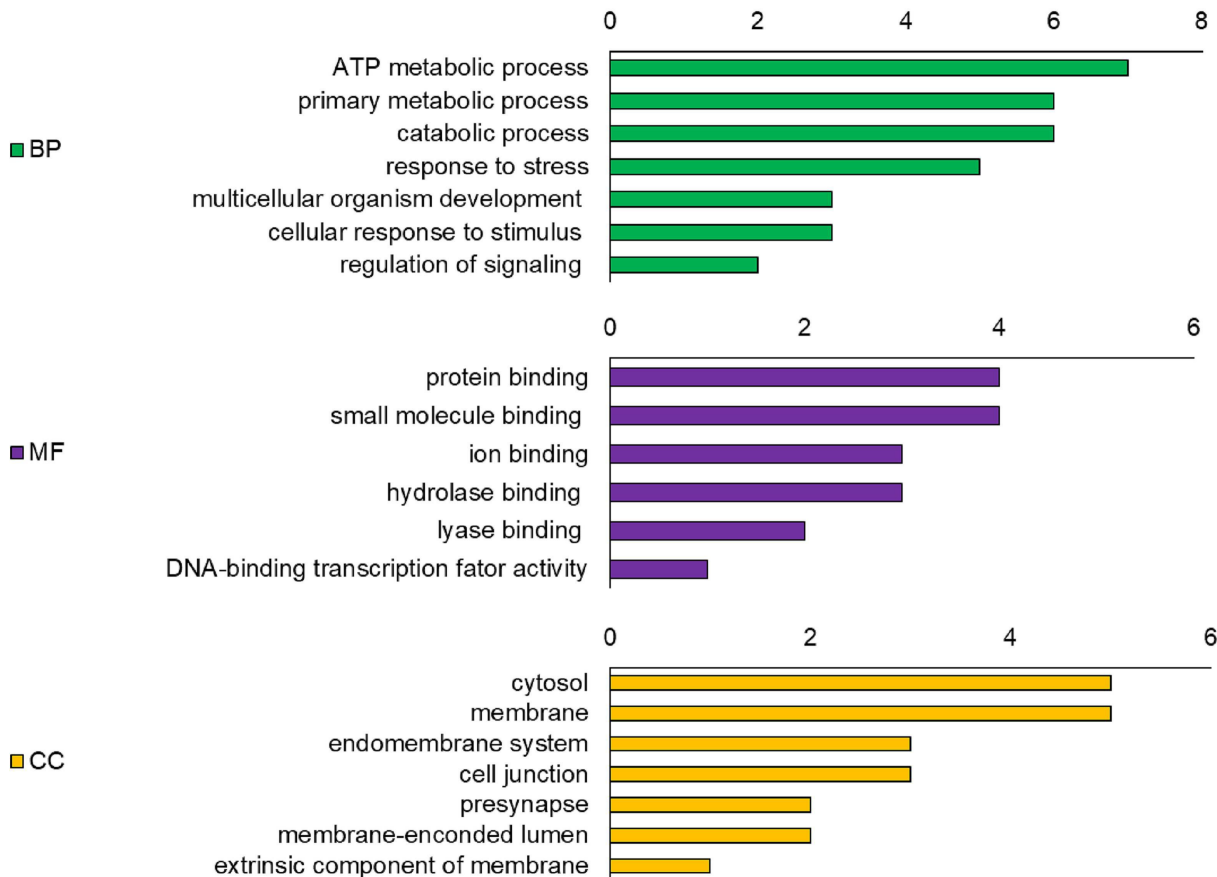 0 2 4 6 8
ATP metabolic process
primary metabolic process
catabolic process
BP
response to stress
multicellular organism development
cellular response to stimulus
regulation of signaling
0 2 4 6
protein binding
small molecule binding
ion binding
MF
hydrolase binding
lyase binding
DNA-binding transcription fator activity
0 2 4 6
cytosol
membrane
endomembrane system
CC
cell junction
presynapse
membrane-enconded lumen
extrinsic component of membrane